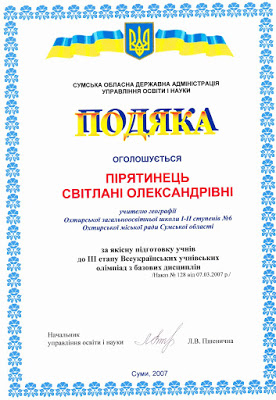 СУМСЬКА ОБЛАСНА ДЕРЖАВНА АДМІНІСТРАЦІЯ
УПРАВЛІННЯ ОСВІТИ І НАУКИ
ПОДЯКА
ОГОЛОШУЄТЬСЯ
ПІРЯТИНЕЦЬ
СВІТЛАНІ ОЛЕКСАНДРІВНІ
учителю географії
Охтирської загальноосвітньої школи І-ІІ ступенів №6
Охтирської міської ради Сумської області
за якісну підготовку учнів
до ІІІ етапу Всеукраїнських учнівських
олімпіад з базових дисциплін
/Наказ № 128 від 07.03.2007 р./
Начальник
управління освіти і науки
Л.В. Пшенична
Суми, 2007